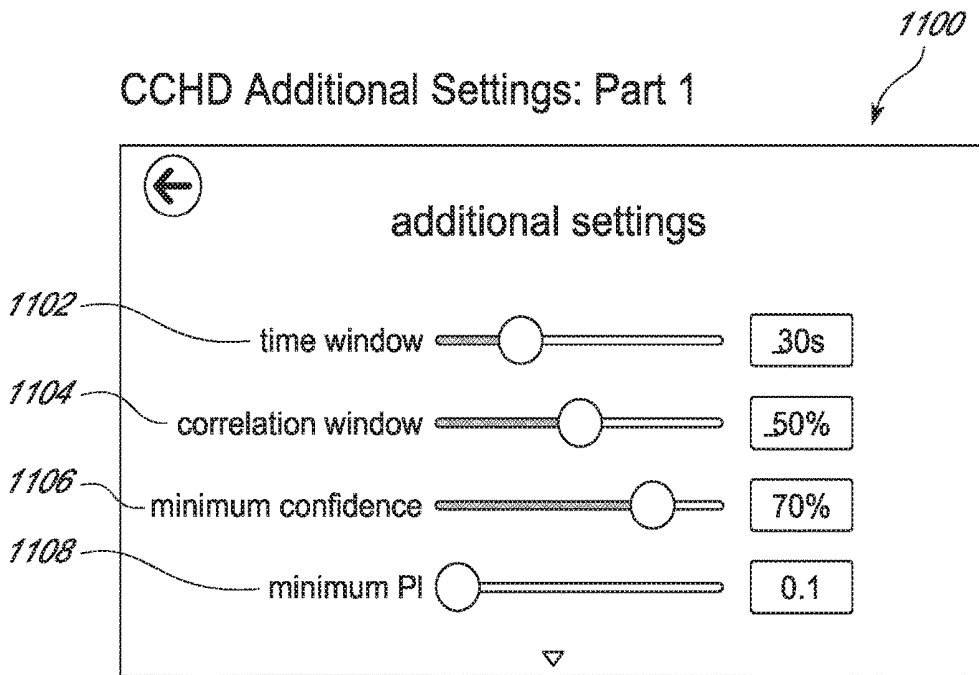 1100
CCHD Additional Settings: Part 1
additional settings
1102
time window 30s
1104
correlation window 50%
1106
minimum confidence 70%
1108
minimum PI 0.1